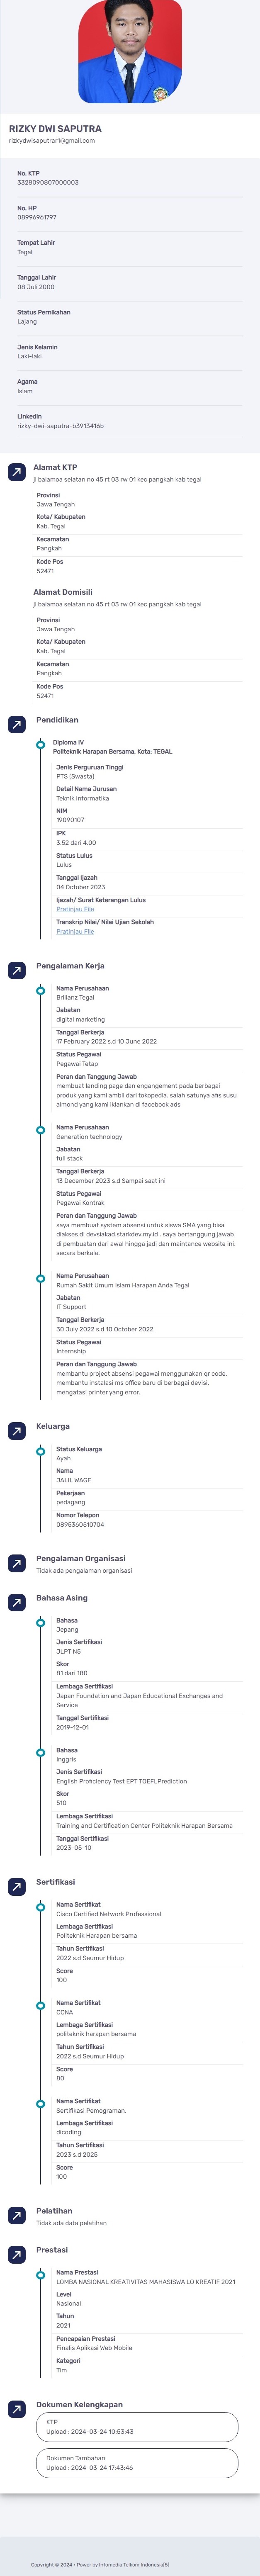 RIZKY DWI SAPUTRA
rizkydwisaputrar1@gmail.com
No. KTP
3328090807000003
No. HP
08996961797
Tempat Lahir
Tegal
Tanggal Lahir
08 Juli 2000
Status Pernikahan
Lajang
Jenis Kelamin
Laki-laki
Agama
Islam
Linkedin
rizky-dwi-saputra-b3913416b
Alamat KTP
jl balamoa selatan no 45 rt 03 rw 01 kec pangkah kab tegal
Provinsi
Jawa Tengah
Kota/ Kabupaten
Kab. Tegal
Kecamatan
Pangkah
Kode Pos
52471
Alamat Domisili
jl balamoa selatan no 45 rt 03 rw 01 kec pangkah kab tegal
Provinsi
Jawa Tengah
Kota/ Kabupaten
Kab. Tegal
Kecamatan
Pangkah
Kode Pos
52471
Pendidikan
Diploma IV
Politeknik Harapan Bersama, Kota: TEGAL
Jenis Perguruan Tinggi
PTS (Swasta)
Detail Nama Jurusan
Teknik Informatika
NIM
19090107
IPK
3,52 dari 4,00
Status Lulus
Lulus
Tanggal Ijazah
04 October 2023
Ijazah/ Surat Keterangan Lulus
Pratinjau File
Transkrip Nilai/ Nilai Ujian Sekolah
Pratinjau File
Pengalaman Kerja
Nama Perusahaan
Brilianz Tegal
Jabatan
digital marketing
Tanggal Berkerja
17 February 2022 s.d 10 June 2022
Status Pegawai
Pegawai Tetap
Peran dan Tanggung Jawab
membuat landing page dan engangement pada berbagai
produk yang kami ambil dari tokopedia, salah satunya afis susu
almond yang kami iklankan di facebook ads
Nama Perusahaan
Generation technology
Jabatan
full stack
Tanggal Berkerja
13 December 2023 s.d Sampai saat ini
Status Pegawai
Pegawai Kontrak
Peran dan Tanggung Jawab
saya membuat system absensi untuk siswa SMA yang bisa
diakses di devsiakad.starkdev.my.id . saya bertanggung jawab
di pembuatan dari awal hingga jadi dan maintance website ini.
secara berkala.
Nama Perusahaan
Rumah Sakit Umum Islam Harapan Anda Tegal
Jabatan
IT Support
Tanggal Berkerja
30 July 2022 s.d 10 October 2022
Status Pegawai
Internship
Peran dan Tanggung Jawab
membantu project absensi pegawai menggunakan qr code.
membantu instalasi ms office baru di berbagai devisi.
mengatasi printer yang error.
Keluarga
Status Keluarga
Ayah
Nama
JALIL WAGE
Pekerjaan
pedagang
Nomor Telepon
0895360510704
Pengalaman Organisasi
Tidak ada pengalaman organisasi
Bahasa Asing
Bahasa
Jepang
Jenis Sertifikasi
JLPT N5
Skor
81 dari 180
Lembaga Sertifikasi
Japan Foundation and Japan Educational Exchanges and
Service
Tanggal Sertifikasi
2019-12-01
Bahasa
Inggris
Jenis Sertifikasi
English Proficiency Test EPT TOEFLPrediction
Skor
510
Lembaga Sertifikasi
Training and Certification Center Politeknik Harapan Bersama
Tanggal Sertifikasi
2023-05-10
Sertifikasi
Nama Sertifikat
Cisco Certified Network Professional
Lembaga Sertifikasi
Politeknik Harapan bersama
Tahun Sertifikasi
2022 s.d Seumur Hidup
Score
100
Nama Sertifikat
CCNA
Lembaga Sertifikasi
politeknik harapan bersama
Tahun Sertifikasi
2022 s.d Seumur Hidup
Score
80
Nama Sertifikat
Sertifikasi Pemograman.
Lembaga Sertifikasi
dicoding
Tahun Sertifikasi
2023 s.d 2025
Score
100
Pelatihan
Tidak ada data pelatihan
Prestasi
Nama Prestasi
LOMBA NASIONAL KREATIVITAS MAHASISWA LO KREATIF 2021
Level
Nasional
Tahun
2021
Pencapaian Prestasi
Finalis Aplikasi Web Mobile
Kategori
Tim
Dokumen Kelengkapan
KTP
Upload : 2024-03-24 10:53:43
Dokumen Tambahan
Upload : 2024-03-24 17:43:46
Copyright © 2024 • Power by Infomedia Telkom Indonesia[S]